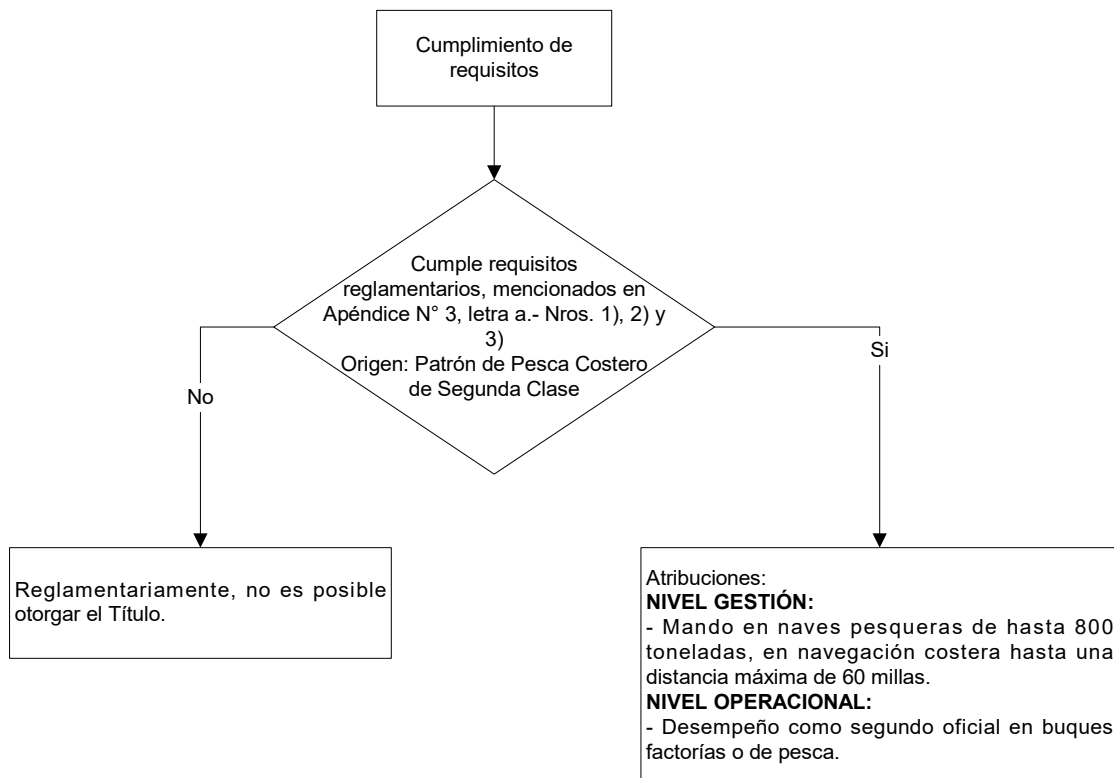 Cumplimiento de
requisitos
Cumple requisitos
reglamentarios, mencionados en
Apéndice N° 3, letra a.- Nros. 1), 2) y
3)
Origen: Patrón de Pesca Costero
de Segunda Clase
No
Si
Reglamentariamente, no es posible
otorgar el Título.
Atribuciones:
NIVEL GESTIÓN:
- Mando en naves pesqueras de hasta 800
toneladas, en navegación costera hasta una
distancia máxima de 60 millas.
NIVEL OPERACIONAL:
- Desempeño como segundo oficial en buques
factorías o de pesca.